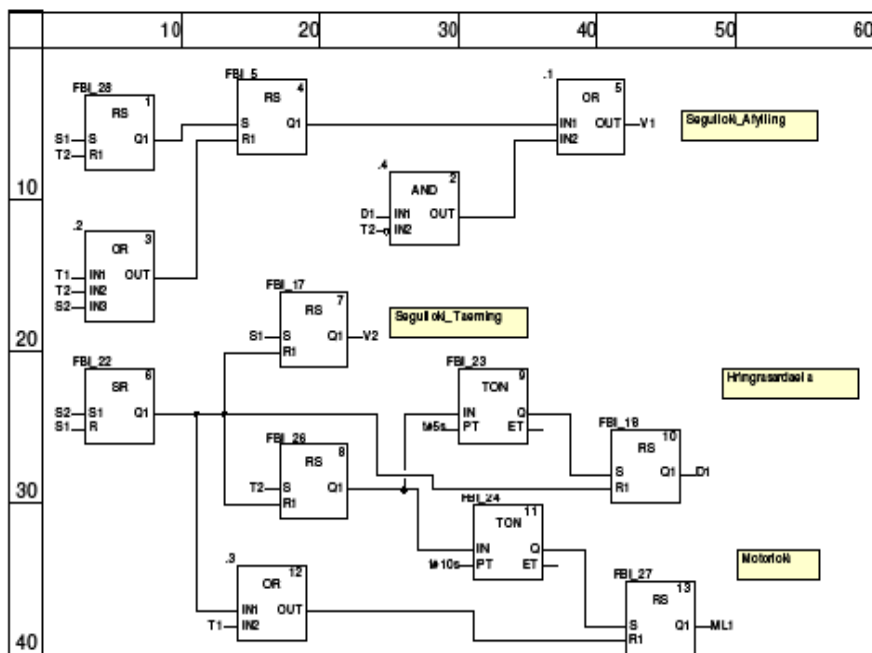 10 20 30 40 50 60
10
20
30
40
FBI_28
1
RS
S1 S Q1
T2 R1
FBI_5
4
RS
S Q1
R1
.1
5
OR
IN1 OUT V1
IN2
.4
2
AND
D1 IN1 OUT
T2 IN2
.2
3
OR
T1 IN1 OUT
T2 IN2
S2 IN3
FBI_17
7
RS
S1 S Q1 V2
R1
Segulloki_Taeming
FBI_22
6
SR
S2 S1 Q1
S1 R
FBI_23
9
TON
IN Q
t#5s PT ET
FBI_18
10
RS
S Q1 D1
R1
FBI_26
8
RS
T2 S Q1
R1
FBI_24
11
TON
IN Q
t#10s PT ET
.3
12
OR
IN1 OUT
T1 IN2
FBI_27
13
RS
S Q1 ML1
R1